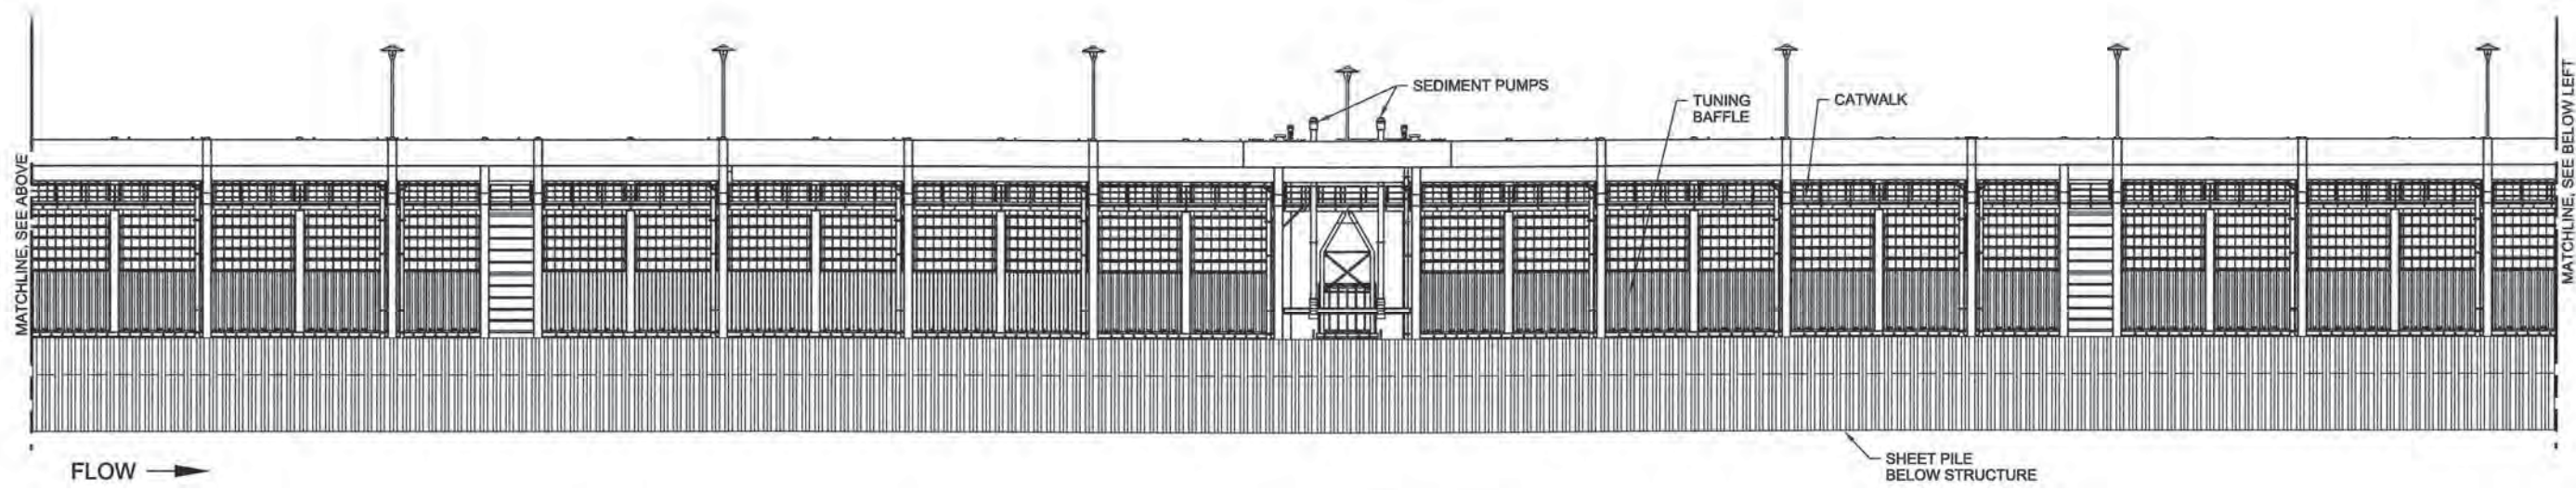 MATCHLINE, SEE ABOVE
SEDIMENT PUMPS
TUNING
BAFFLE
CATWALK
MATCHLINE, SEE BELOW LEFT
FLOW
SHEET PILE
BELOW STRUCTURE